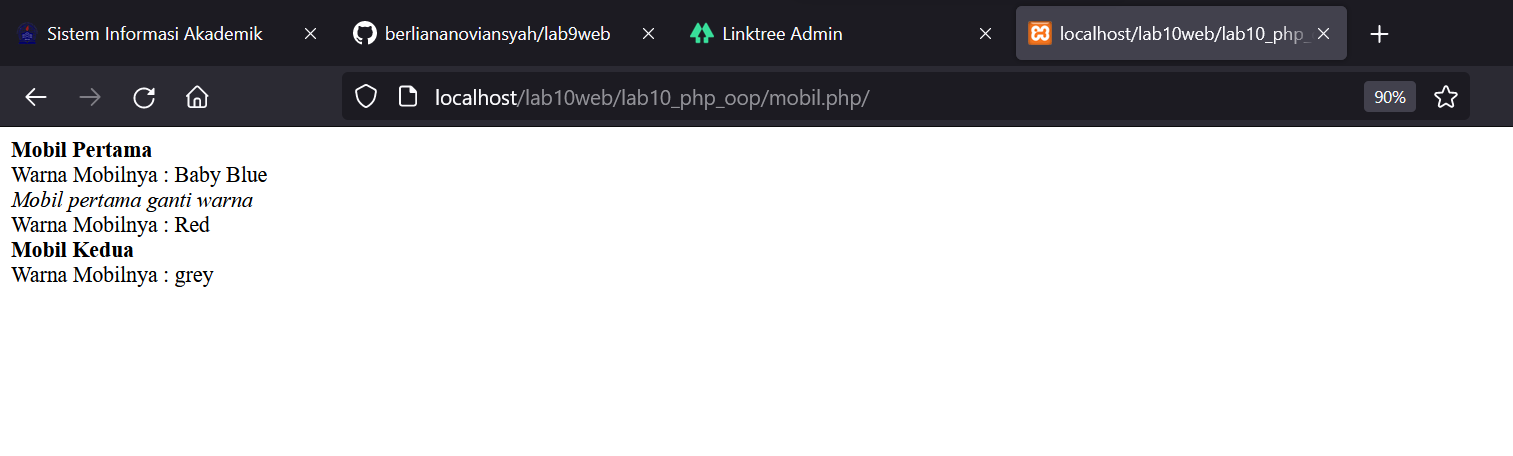 Sistem Informasi Akademik
berliananoviansyah/lab9web
Linktree Admin
localhost/lab10web/lab10_php_
localhost/lab10web/lab10_php_oop/mobil.php/
90%
Mobil Pertama
Warna Mobilnya : Baby Blue
Mobil pertama ganti warna
Warna Mobilnya : Red
Mobil Kedua
Warna Mobilnya : grey